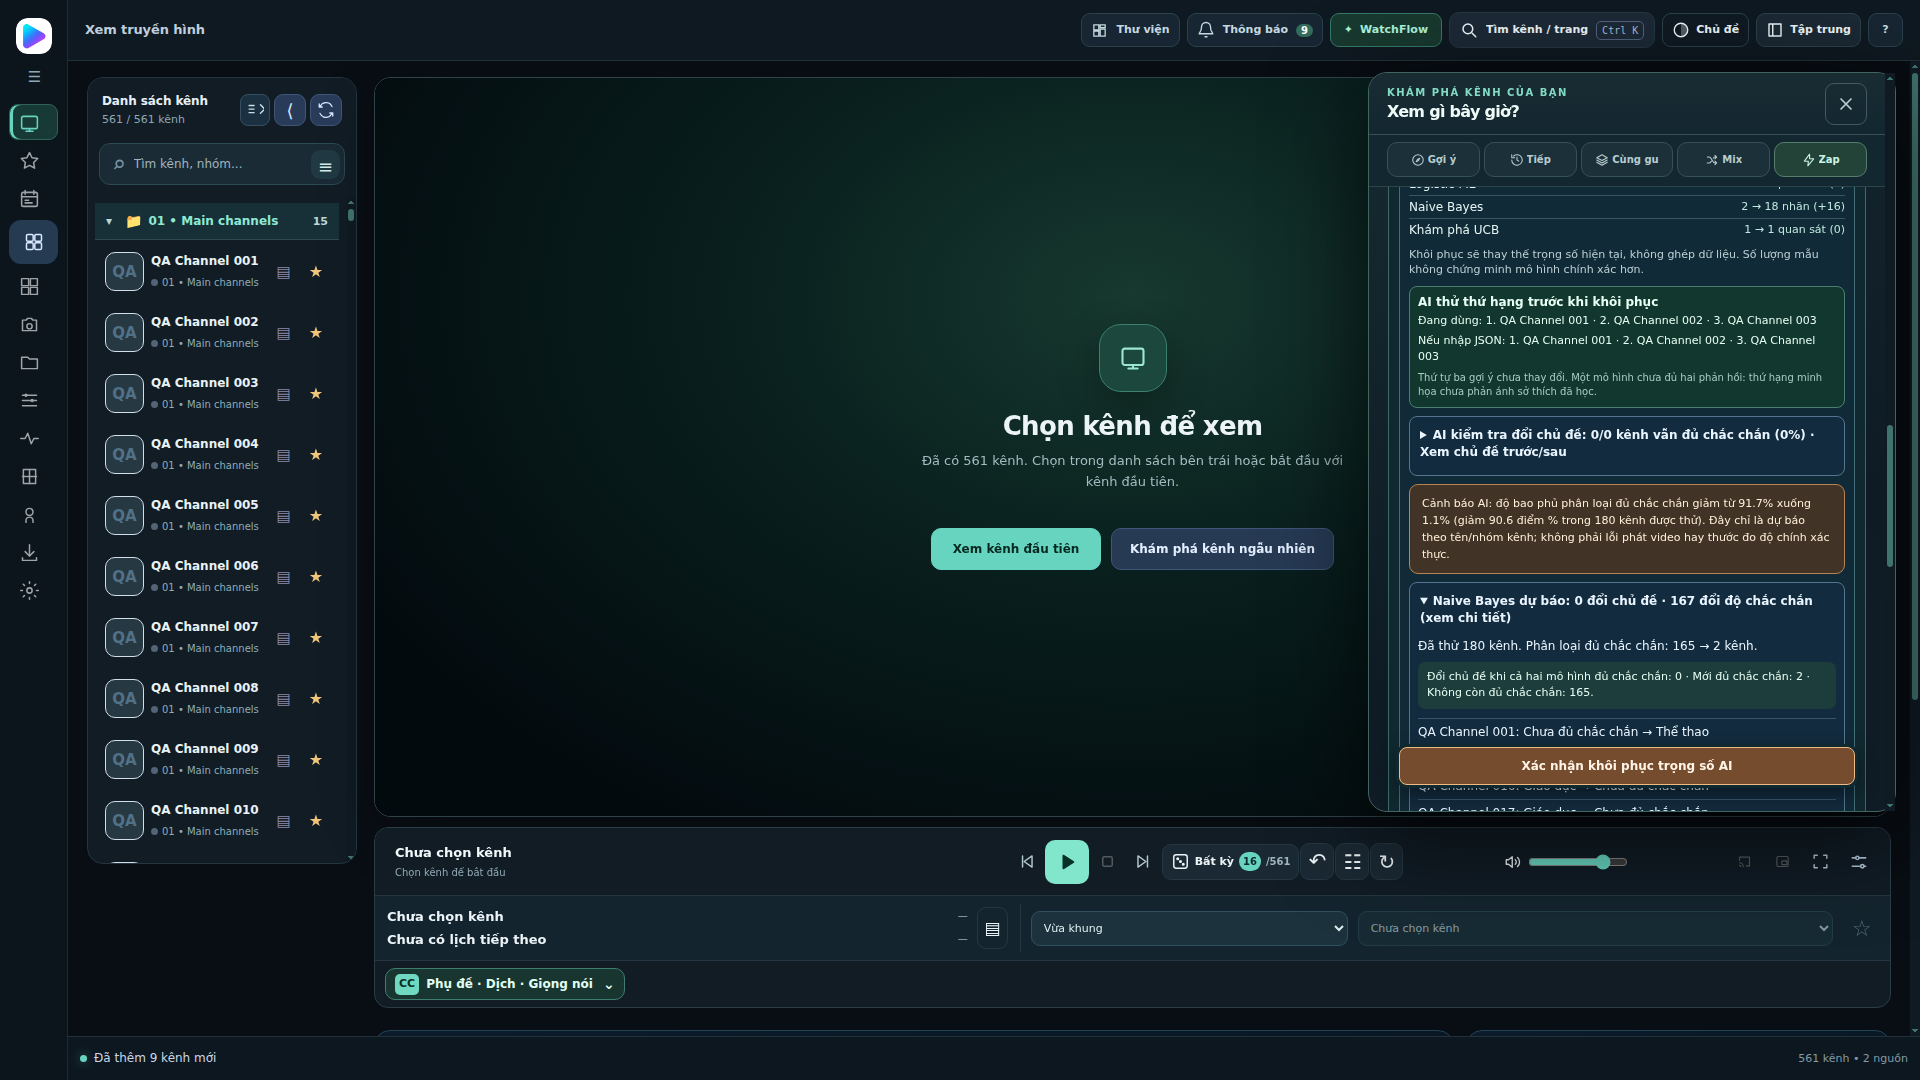 Xem truyền hình
Thư viện
Thông báo 9
✦ WatchFlow
Tìm kênh / trang Ctrl K
Chủ đề
Tập trung
?
Danh sách kênh
561 / 561 kênh
Tìm kênh, nhóm...
01 • Main channels 15
QA QA Channel 001
01 • Main channels
QA QA Channel 002
01 • Main channels
QA QA Channel 003
01 • Main channels
QA QA Channel 004
01 • Main channels
QA QA Channel 005
01 • Main channels
QA QA Channel 006
01 • Main channels
QA QA Channel 007
01 • Main channels
QA QA Channel 008
01 • Main channels
QA QA Channel 009
01 • Main channels
QA QA Channel 010
01 • Main channels
Chọn kênh để xem
Đã có 561 kênh. Chọn trong danh sách bên trái hoặc bắt đầu với
kênh đầu tiên.
Xem kênh đầu tiên
Khám phá kênh ngẫu nhiên
KHÁM PHÁ KÊNH CỦA BẠN
Xem gì bây giờ?
Gợi ý
Tiếp
Cùng gu
Mix
Zap
Naive Bayes 2 → 18 nhãn (+16)
Khám phá UCB 1 → 1 quan sát (0)
Khôi phục sẽ thay thế trọng số hiện tại, không ghép dữ liệu. Số lượng mẫu
không chứng minh mô hình chính xác hơn.
AI thử thứ hạng trước khi khôi phục
Đang dùng: 1. QA Channel 001 · 2. QA Channel 002 · 3. QA Channel 003
Nếu nhập JSON: 1. QA Channel 001 · 2. QA Channel 002 · 3. QA Channel
003
Thứ tự ba gợi ý chưa thay đổi. Một mô hình chưa đủ hai phản hồi: thứ hạng minh
họa chưa phản ánh sở thích đã học.
AI kiểm tra đổi chủ đề: 0/0 kênh vẫn đủ chắc chắn (0%) ·
Xem chủ đề trước/sau
Cảnh báo AI: độ bao phủ phân loại đủ chắc chắn giảm từ 91.7% xuống
1.1% (giảm 90.6 điểm % trong 180 kênh được thử). Đây chỉ là dự báo
theo tên/nhóm kênh; không phải lỗi phát video hay thước đo độ chính xác
thực.
Naive Bayes dự báo: 0 đổi chủ đề · 167 đổi độ chắc chắn
(xem chi tiết)
Đã thử 180 kênh. Phân loại đủ chắc chắn: 165 → 2 kênh.
Đổi chủ đề khi cả hai mô hình đủ chắc chắn: 0 · Mới đủ chắc chắn: 2 ·
Không còn đủ chắc chắn: 165.
QA Channel 001: Chưa đủ chắc chắn → Thể thao
Xác nhận khôi phục trọng số AI
Chưa chọn kênh
Chọn kênh để bắt đầu
Bất kỳ 16 /561
Chưa chọn kênh —
Chưa có lịch tiếp theo —
Vừa khung
Chưa chọn kênh
CC Phụ đề · Dịch · Giọng nói
Đã thêm 9 kênh mới
561 kênh • 2 nguồn